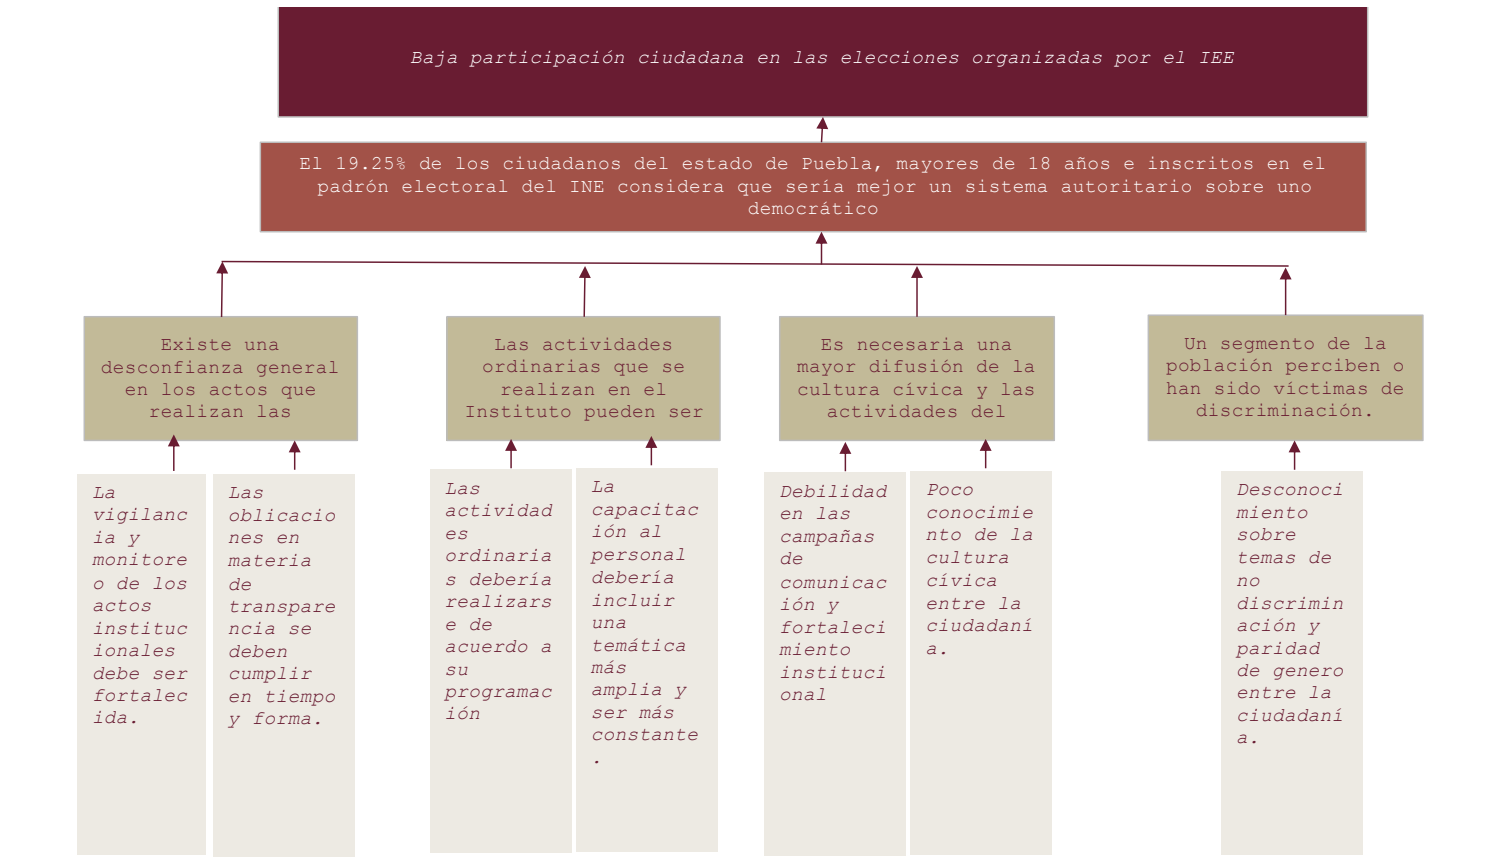 Baja participación ciudadana en las elecciones organizadas por el IEE
El 19.25% de los ciudadanos del estado de Puebla, mayores de 18 años e inscritos en el
padrón electoral del INE considera que sería mejor un sistema autoritario sobre uno
democrático
Existe una
desconfianza general
en los actos que
realizan las
Las actividades
ordinarias que se
realizan en el
Instituto pueden ser
Es necesaria una
mayor difusión de la
cultura cívica y las
actividades del
Un segmento de la
población perciben o
han sido víctimas de
discriminación.
La
vigilanc
ia y
monitore
o de los
actos
instituc
ionales
debe ser
fortalec
ida.
Las
oblicacio
nes en
materia
de
transpare
ncia se
deben
cumplir
en tiempo
y forma.
Las
actividad
es
ordinaria
s debería
realizars
e de
acuerdo a
su
programac
ión
La
capacitac
ión al
personal
debería
incluir
una
temática
más
amplia y
ser más
constante
.
Debilidad
en las
campañas
de
comunicac
ión y
fortaleci
miento
instituci
onal
Poco
conocimie
nto de la
cultura
cívica
entre la
ciudadaní
a.
Desconoci
miento
sobre
temas de
no
discrimin
ación y
paridad
de genero
entre la
ciudadaní
a.